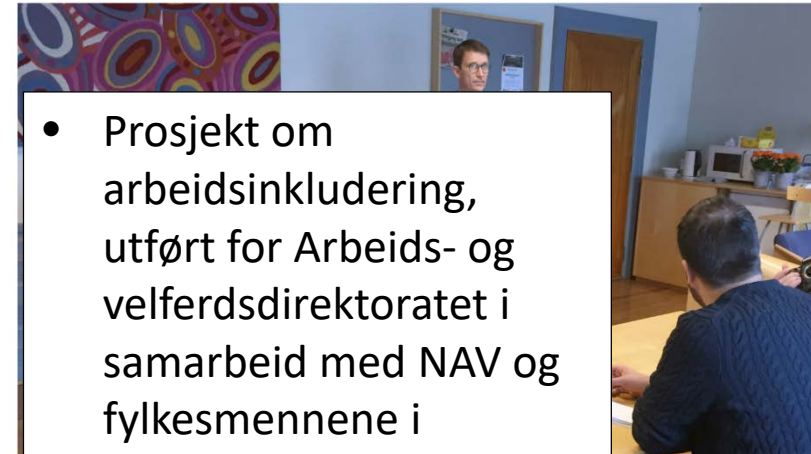 • Prosjekt om
arbeidsinkludering,
utført for Arbeids- og
velferdsdirektoratet i
samarbeid med NAV og
fylkesmennene i